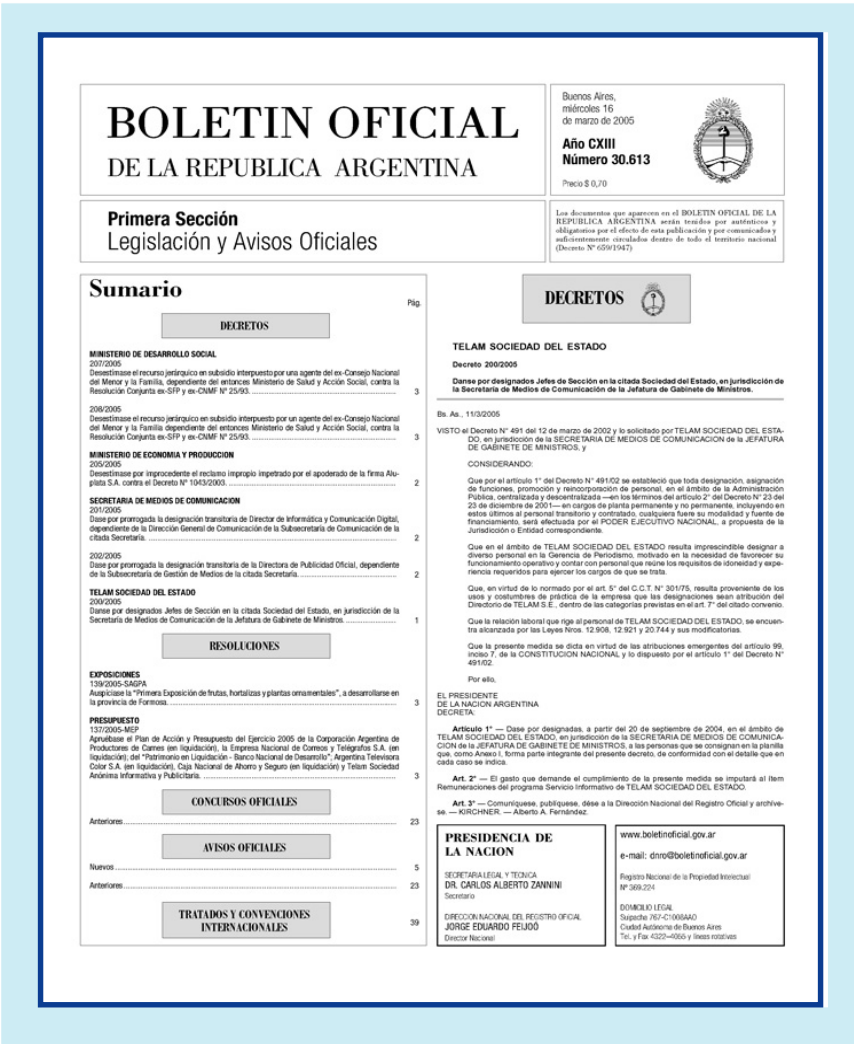 BOLETIN OFICIAL
DE LA REPUBLICA ARGENTINA
Buenos Aires,
miércoles 16
de marzo de 2005
Año CXIII
Número 30.613
Precio $ 0,70
Primera Sección
Legislación y Avisos Oficiales
Los documentos que aparecen en el BOLETIN OFICIAL DE LA
REPUBLICA ARGENTINA serán tenidos por auténticos y
obligatorios por el efecto de esta publicación y por comunicados y
suficientemente circulados dentro de todo el territorio nacional
(Decreto Nº 659/1947)
Sumario
Pág.
DECRETOS
MINISTERIO DE DESARROLLO SOCIAL
207/2005
Desestímase el recurso jerárquico en subsidio interpuesto por una agente del ex-Consejo Nacional
del Menor y la Familia, dependiente del entonces Ministerio de Salud y Acción Social, contra la
Resolución Conjunta ex-SFP y ex-CNMF Nº 25/93. 3
208/2005
Desestímase el recurso jerárquico en subsidio interpuesto por un agente del ex-Consejo Nacional
del Menor y la Familia, dependiente del entonces Ministerio de Salud y Acción Social, contra la
Resolución Conjunta ex-SFP y ex-CNMF Nº 25/93. 3
MINISTERIO DE ECONOMIA Y PRODUCCION
205/2005
Desestímase por improcedente el reclamo impropio impetrado por el apoderado de la firma Alu-
plata S.A. contra el Decreto Nº 1043/2003. 2
SECRETARIA DE MEDIOS DE COMUNICACION
201/2005
Dase por prorrogada la designación transitoria de Director de Informática y Comunicación Digital,
dependiente de la Dirección General de Comunicación de la Subsecretaría de Comunicación de la
citada Secretaría. 2
202/2005
Dase por prorrogada la designación transitoria de la Directora de Publicidad Oficial, dependiente
de la Subsecretaría de Gestión de Medios de la citada Secretaría. 2
TELAM SOCIEDAD DEL ESTADO
200/2005
Danse por designados Jefes de Sección en la citada Sociedad del Estado, en jurisdicción de la
Secretaría de Medios de Comunicación de la Jefatura de Gabinete de Ministros. 1
RESOLUCIONES
EXPOSICIONES
139/2005-SAGPA
Auspíciase la "Primera Exposición de frutas, hortalizas y plantas ornamentales", a desarrollarse en
la provincia de Formosa. 3
PRESUPUESTO
137/2005-MEP
Apruébase el Plan de Acción y Presupuesto del Ejercicio 2005 de la Corporación Argentina de
Productores de Carnes (en liquidación), la Empresa Nacional de Correos y Telégrafos S.A. (en
liquidación); del "Patrimonio en Liquidación - Banco Nacional de Desarrollo"; Argentina Televisora
Color S.A. (en liquidación), Caja Nacional de Ahorro y Seguro (en liquidación) y Telam Sociedad
Anónima Informativa y Publicitaria. 3
CONCURSOS OFICIALES
Anteriores 23
AVISOS OFICIALES
Nuevos 5
Anteriores 23
TRATADOS Y CONVENCIONES
INTERNACIONALES 39
DECRETOS
TELAM SOCIEDAD DEL ESTADO
Decreto 200/2005
Danse por designados Jefes de Sección en la citada Sociedad del Estado, en jurisdicción de
la Secretaría de Medios de Comunicación de la Jefatura de Gabinete de Ministros.
Bs. As., 11/3/2005
VISTO el Decreto N° 491 del 12 de marzo de 2002 y lo solicitado por TELAM SOCIEDAD DEL ESTA-
DO, en jurisdicción de la SECRETARIA DE MEDIOS DE COMUNICACION de la JEFATURA
DE GABINETE DE MINISTROS, y
CONSIDERANDO:
Que por el artículo 1° del Decreto N° 491/02 se estableció que toda designación, asignación
de funciones, promoción y reincorporación de personal, en el ámbito de la Administración
Pública, centralizada y descentralizada —en los términos del artículo 2° del Decreto N° 23 del
23 de diciembre de 2001— en cargos de planta permanente y no permanente, incluyendo en
estos últimos al personal transitorio y contratado, cualquiera fuere su modalidad y fuente de
financiamiento, será efectuada por el PODER EJECUTIVO NACIONAL, a propuesta de la
Jurisdicción o Entidad correspondiente.
Que en el ámbito de TELAM SOCIEDAD DEL ESTADO resulta imprescindible designar a
diverso personal en la Gerencia de Periodismo, motivado en la necesidad de favorecer su
funcionamiento operativo y contar con personal que reúne los requisitos de idoneidad y expe-
riencia requeridos para ejercer los cargos de que se trata.
Que, en virtud de lo normado por el art. 5° del C.C.T. N° 301/75, resulta proveniente de los
usos y costumbres de práctica de la empresa que las designaciones sean atribución del
Directorio de TELAM S.E., dentro de las categorías previstas en el art. 7° del citado convenio.
Que la relación laboral que rige al personal de TELAM SOCIEDAD DEL ESTADO, se encuen-
tra alcanzada por las Leyes Nros. 12.908, 12.921 y 20.744 y sus modificatorias.
Que la presente medida se dicta en virtud de las atribuciones emergentes del artículo 99,
inciso 7, de la CONSTITUCION NACIONAL y lo dispuesto por el artículo 1° del Decreto N°
491/02.
Por ello,
EL PRESIDENTE
DE LA NACION ARGENTINA
DECRETA:
Artículo 1° — Dase por designadas, a partir del 20 de septiembre de 2004, en el ámbito de
TELAM SOCIEDAD DEL ESTADO, en jurisdicción de la SECRETARIA DE MEDIOS DE COMUNICA-
CION de la JEFATURA DE GABINETE DE MINISTROS, a las personas que se consignan en la planilla
que, como Anexo I, forma parte integrante del presente decreto, de conformidad con el detalle que en
cada caso se indica.
Art. 2° — El gasto que demande el cumplimiento de la presente medida se imputará al Item
Remuneraciones del programa Servicio Informativo de TELAM SOCIEDAD DEL ESTADO.
Art. 3° — Comuníquese, publíquese, dése a la Dirección Nacional del Registro Oficial y archíve-
se. — KIRCHNER. — Alberto A. Fernández.
PRESIDENCIA DE
LA NACION
SECRETARIA LEGAL Y TECNICA
DR. CARLOS ALBERTO ZANNINI
Secretario
DIRECCION NACIONAL DEL REGISTRO OFICIAL
JORGE EDUARDO FEIJOÓ
Director Nacional
www.boletinoficial.gov.ar
e-mail: dnro@boletinoficial.gov.ar
Registro Nacional de la Propiedad Intelectual
Nº 369.224
DOMICILIO LEGAL
Suipacha 767-C1008AAO
Ciudad Autónoma de Buenos Aires
Tel. y Fax 4322-4055 y líneas rotativas